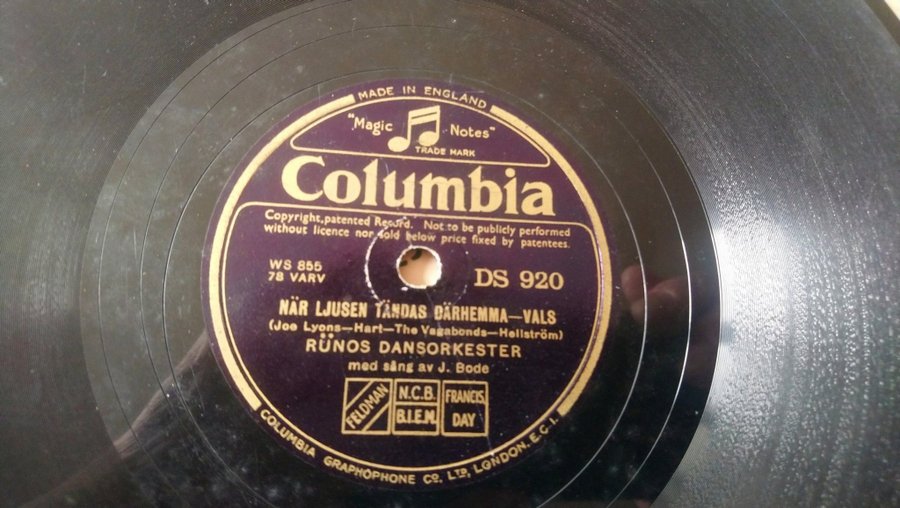 MADE IN ENGLAND
"Magic Notes"
TRADE MARK
Columbia
Copyright, patented Record. Not to be publicly performed
without licence nor sold below price fixed by patentees.
WS 855
78 VARV
DS 920
NÄR LJUSEN TÄNDAS DÄRHEMMA—VALS
(Joe Lyons—Hart—The Vagabonds—Hellström)
RÜNOS DANSORKESTER
med sång av J. Bode
FELDMAN
N.C.B.
B.I.E.M.
FRANCIS,
DAY
COLUMBIA GRAPHOPHONE CO. LTD, LONDON. E.C.1.